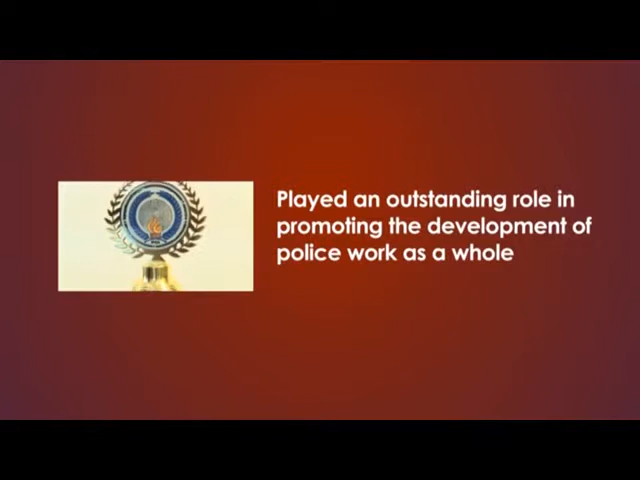 Played an outstanding role in
promoting the development of
police work as a whole